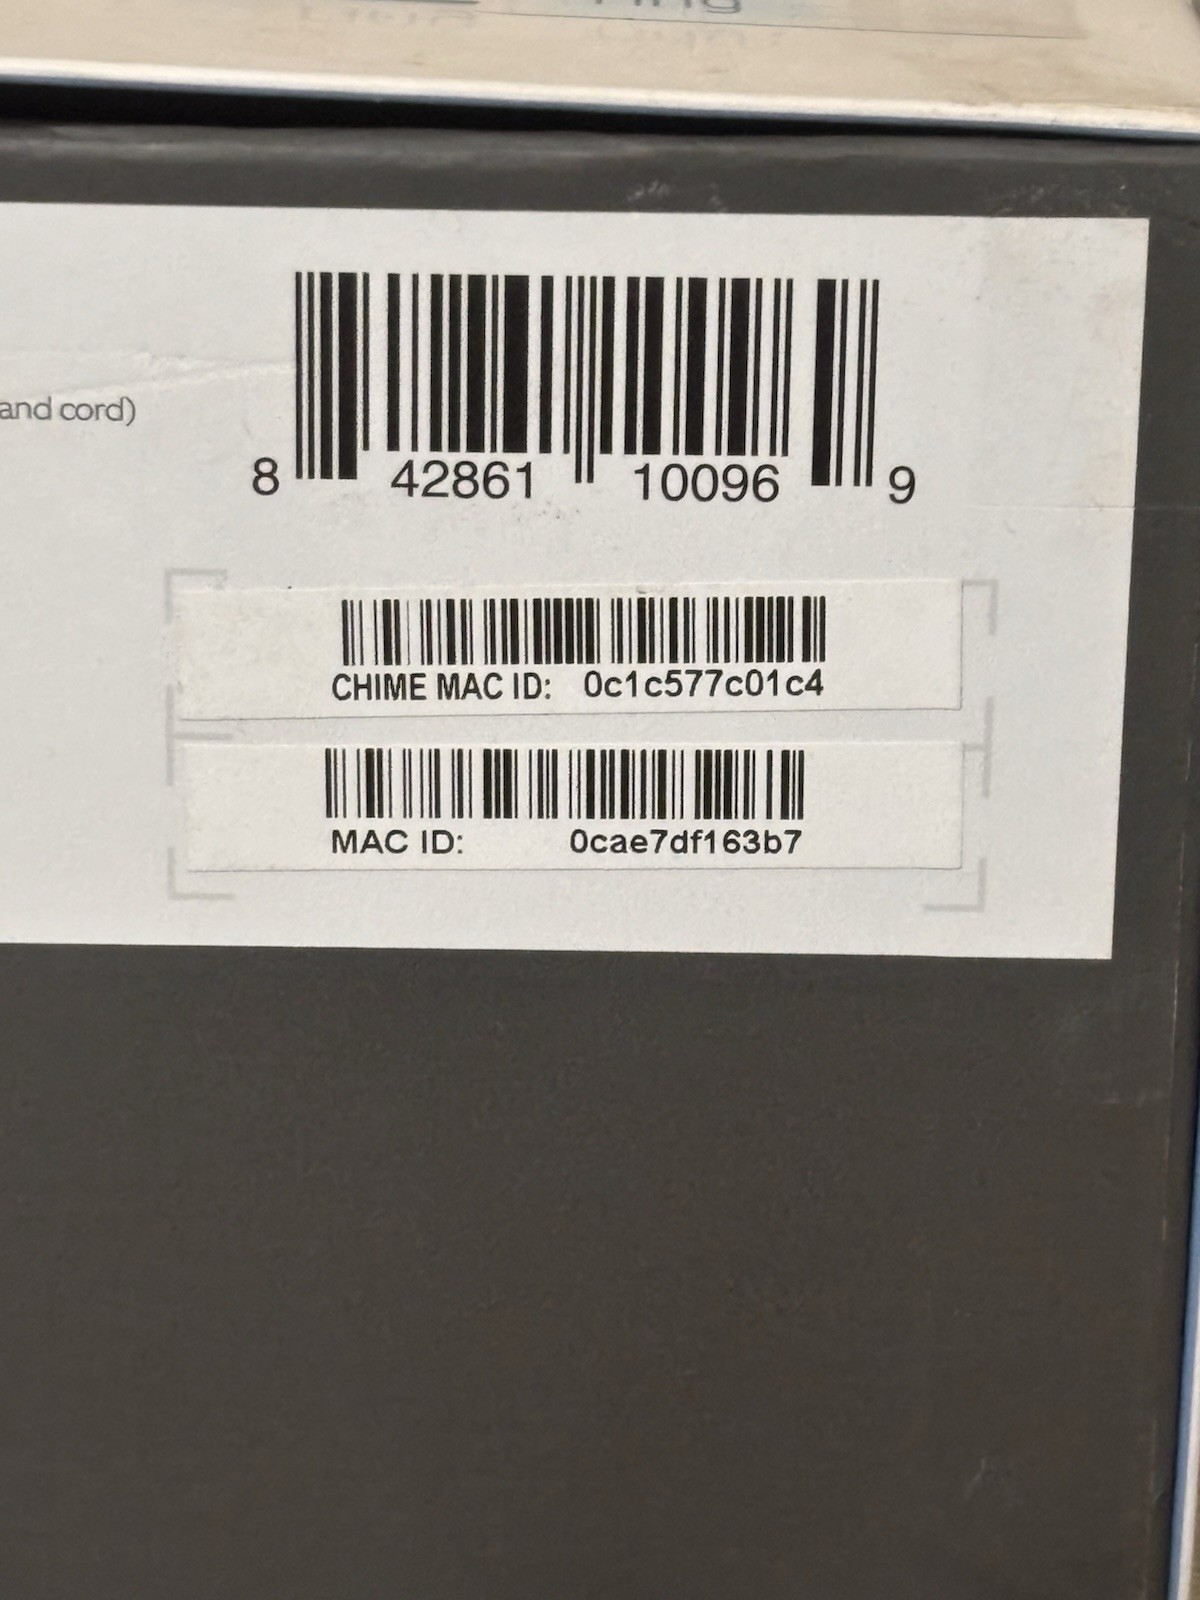 and cord)
8 42861 10096 9
CHIME MAC ID: 0c1c577c01c4
MAC ID: 0cae7df163b7